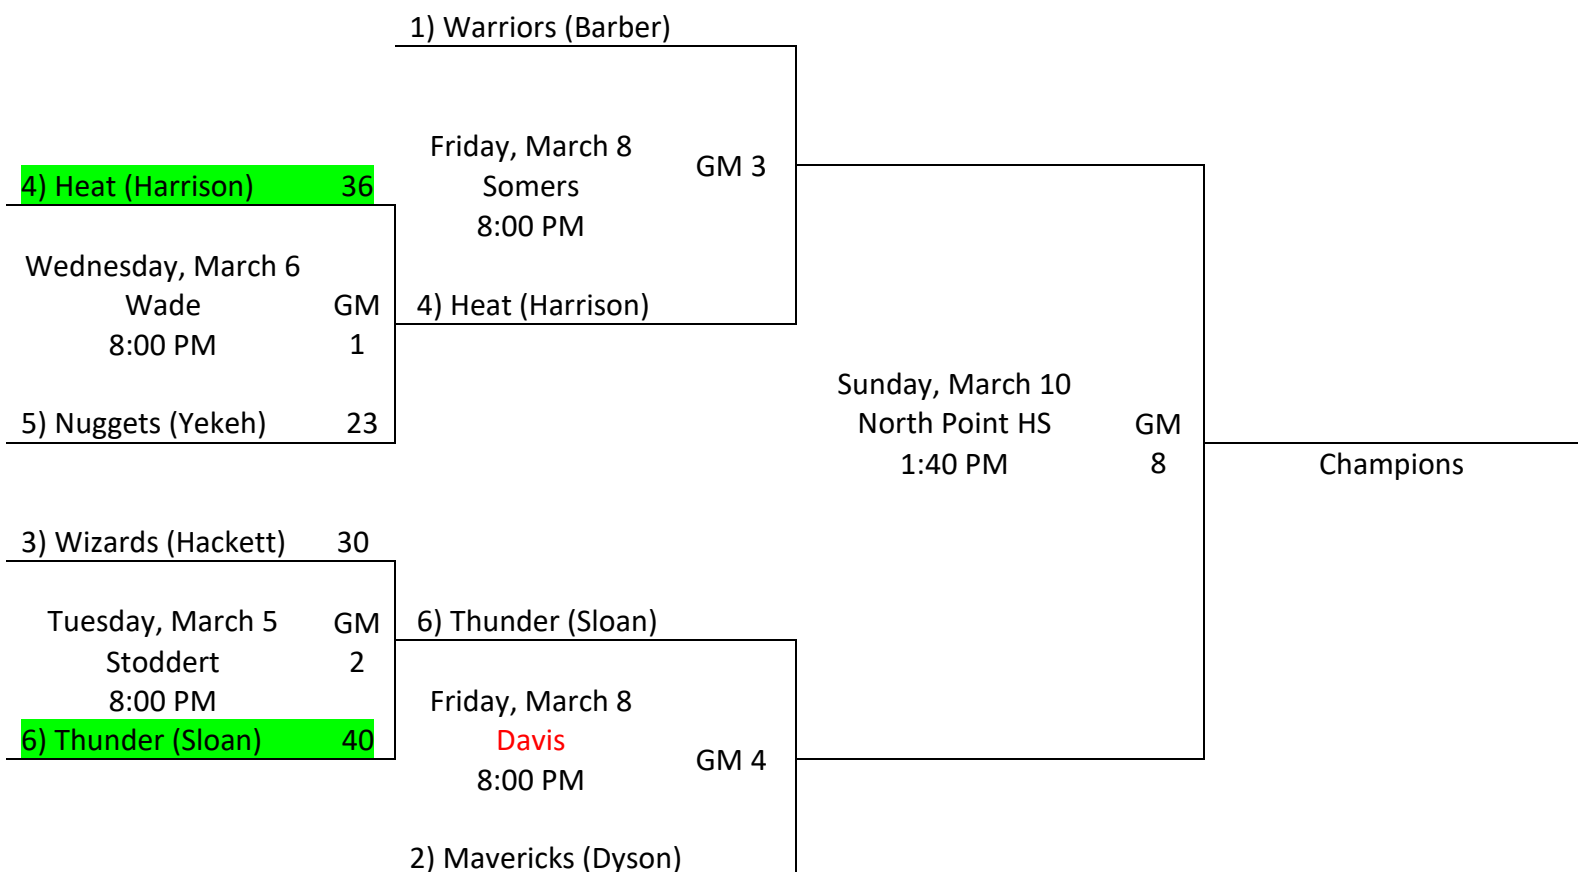 1) Warriors (Barber)
Friday, March 8
Somers
8:00 PM
GM 3
4) Heat (Harrison) 36
Wednesday, March 6
Wade
8:00 PM
GM
1
4) Heat (Harrison)
5) Nuggets (Yekeh) 23
Sunday, March 10
North Point HS
1:40 PM
GM
8
Champions
3) Wizards (Hackett) 30
Tuesday, March 5
Stoddert
8:00 PM
GM
2
6) Thunder (Sloan) 40
6) Thunder (Sloan)
Friday, March 8
Davis
8:00 PM
GM 4
2) Mavericks (Dyson)